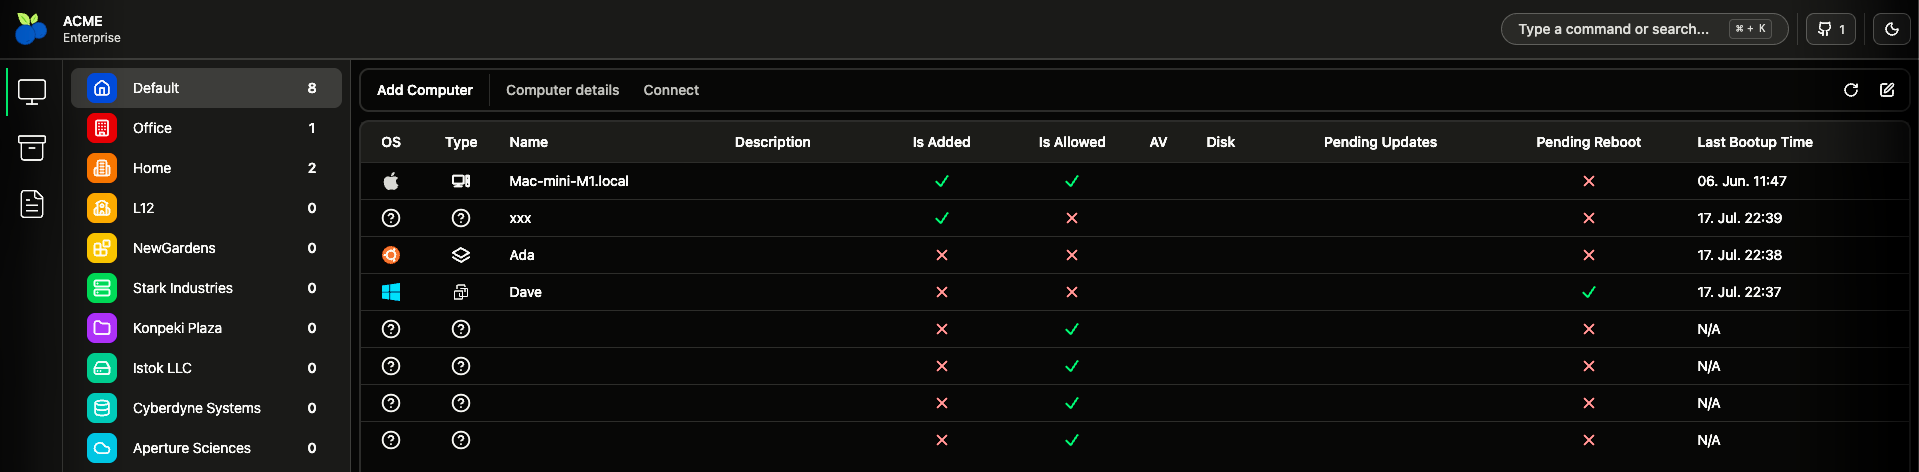 ACME
Enterprise
Type a command or search... ⌘ + K
1
Default 8
Office 1
Home 2
L12 0
NewGardens 0
Stark Industries 0
Konpeki Plaza 0
Istok LLC 0
Cyberdyne Systems 0
Aperture Sciences 0
Add Computer Computer details Connect
OS Type Name Description Is Added Is Allowed AV Disk Pending Updates Pending Reboot Last Bootup Time
Mac-mini-M1.local 06. Jun. 11:47
xxx 17. Jul. 22:39
Ada 17. Jul. 22:38
Dave 17. Jul. 22:37
N/A
N/A
N/A
N/A